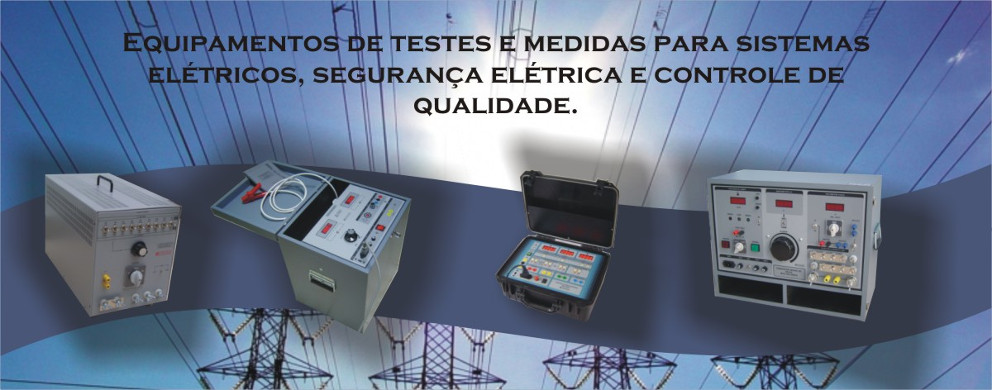 Equipamentos de testes e medidas para sistemas
elétricos, segurança elétrica e controle de
qualidade.